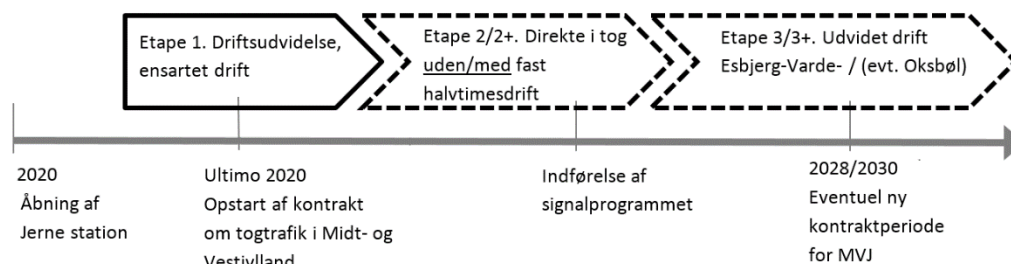 Etape 1. Driftsudvidelse,
ensartet drift
Etape 2/2+. Direkte i tog
uden/med fast
halvtimesdrift
Etape 3/3+. Udvidet drift
Esbjerg-Varde- / (evt. Oksbøl)
2020
Åbning af
Jerne station
Ultimo 2020
Opstart af kontrakt
om togtrafik i Midt- og
Vestjylland
Indførelse af
signalprogrammet
2028/2030
Eventuel ny
kontraktperiode
for MVJ